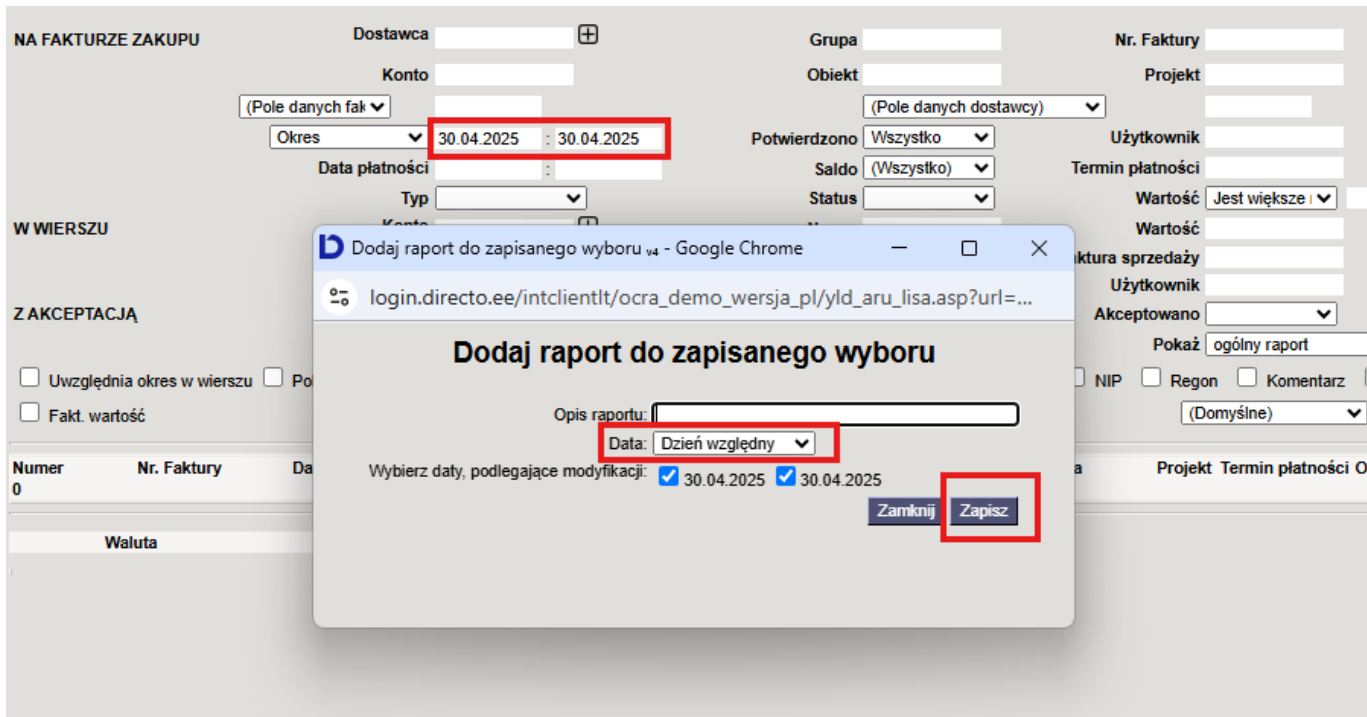 NA FAKTURZE ZAKUPU Dostawca Grupa Nr. Faktury
Konto Obiekt Projekt
(Pole danych fak (Pole danych dostawcy)
Okres 30.04.2025 : 30.04.2025 Potwierdzono Wszystko Użytkownik
Data płatności : Saldo (Wszystko) Termin płatności
Typ Status Wartość Jest większe
W WIERSZU Konto Wartość
Dodaj raport do zapisanego wyboru v4 - Google Chrome
ktura sprzedaży
login.directo.ee/intclientlt/ocra_demo_wersja_pl/yld_aru_lisa.asp?url=...
Użytkownik
Z AKCEPTACJĄ Akceptowano
Dodaj raport do zapisanego wyboru
Pokaż ogólny raport
Uwzględnia okres w wierszu NIP Regon Komentarz
Fakt. wartość Opis raportu: (Domyślne)
Data: Dzień względny
Numer Nr. Faktury Da Projekt Termin płatności O
Wybierz daty, podlegające modyfikacji: 30.04.2025 30.04.2025
0
Zamknij Zapisz
Waluta